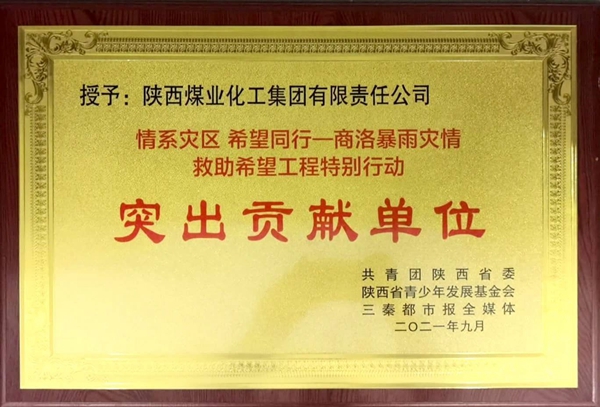 授予：陕西煤业化工集团有限责任公司
情系灾区 希望同行—商洛暴雨灾情
救助希望工程特别行动
突出贡献单位
共青团陕西省委
陕西省青少年发展基金会
三秦都市报全媒体
二〇二一年九月